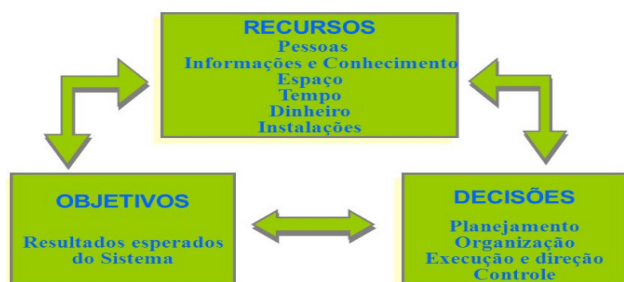 RECURSOS
Pessoas
Informações e Conhecimento
Espaço
Tempo
Dinheiro
Instalações
OBJETIVOS
Resultados esperados
do Sistema
DECISÕES
Planejamento
Organização
Execução e direção
Controle